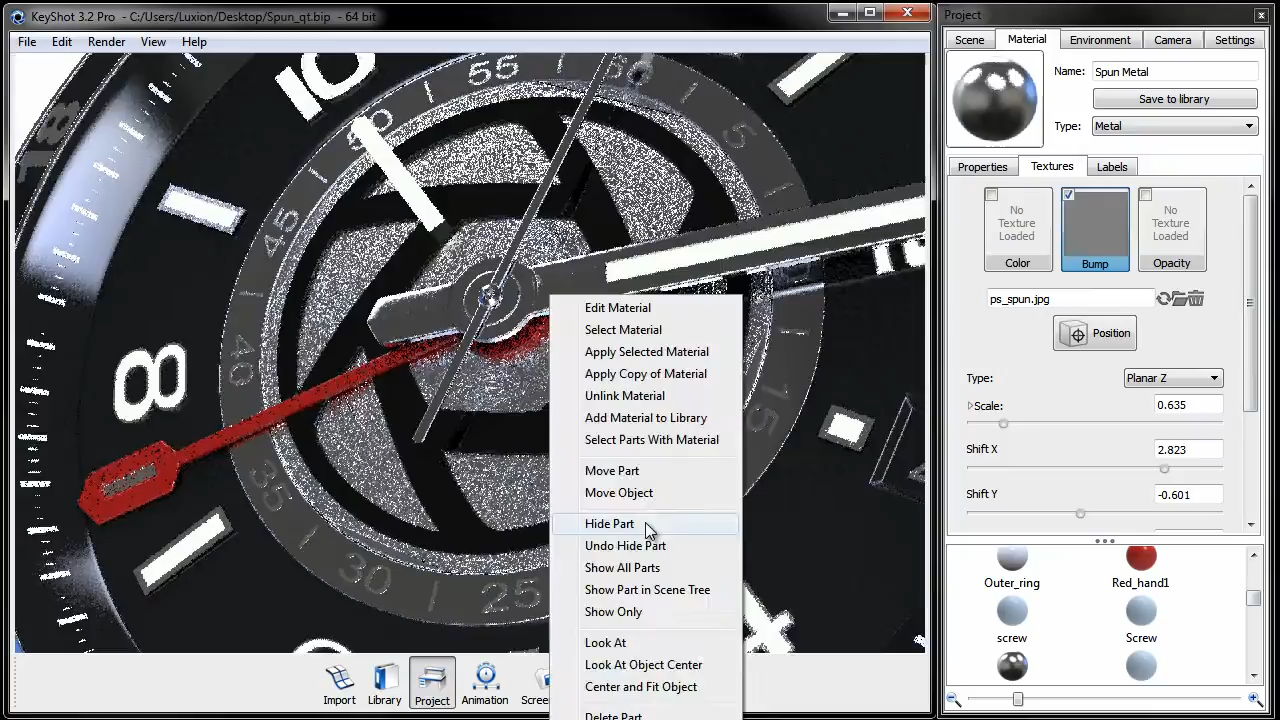 KeyShot 3.2 Pro - C:/Users/Luxion/Desktop/Spun_qt.bip - 64 bit
File Edit Render View Help
10
55
60
5
50
45
40
35
30
25
15
8
18
Edit Material
Select Material
Apply Selected Material
Apply Copy of Material
Unlink Material
Add Material to Library
Select Parts With Material
Move Part
Move Object
Hide Part
Undo Hide Part
Show All Parts
Show Part in Scene Tree
Show Only
Look At
Look At Object Center
Center and Fit Object
Delete Part
Import Library Project Animation
Project
Scene Material Environment Camera Settings
Name: Spun Metal
Save to library
Type: Metal
Properties Textures Labels
No Texture Loaded
Color
Bump
No Texture Loaded
Opacity
ps_spun.jpg
Position
Type: Planar Z
Scale: 0.635
Shift X 2.823
Shift Y -0.601
Outer_ring Red_hand1
screw Screw